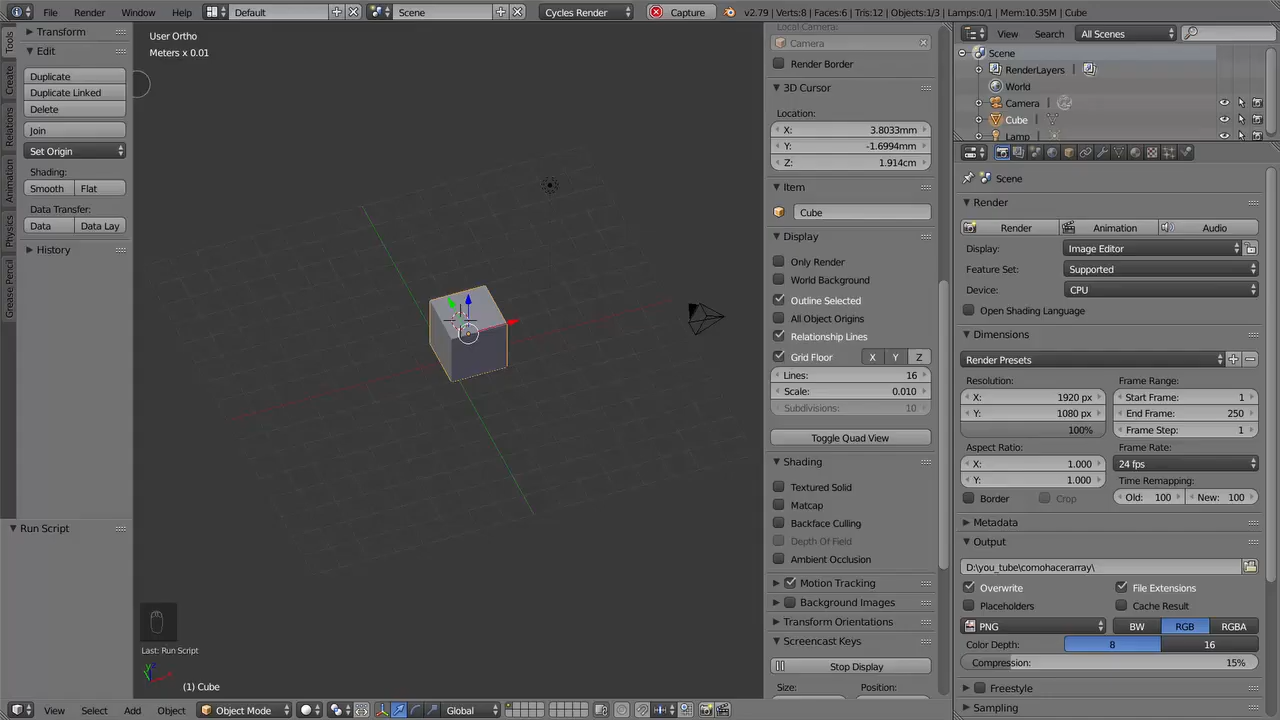 File Render Window Help Default Scene Cycles Render Capture v2.79 | Verts:8 | Faces:6 | Tris:12 | Objects:1/3 | Lamps:0/1 | Mem:10.35M | Cube
Tools
Create
Relations
Animation
Physics
Grease Pencil
Transform
Edit
Duplicate
Duplicate Linked
Delete
Join
Set Origin
Shading:
Smooth Flat
Data Transfer:
Data Data Lay
History
Run Script
User Ortho
Meters x 0.01
Last: Run Script
(1) Cube
View Select Add Object Object Mode Global
Local Camera:
Camera
Render Border
3D Cursor
Location:
X: 3.8033mm
Y: -1.6994mm
Z: 1.914cm
Item
Cube
Display
Only Render
World Background
Outline Selected
All Object Origins
Relationship Lines
Grid Floor X Y Z
Lines: 16
Scale: 0.010
Subdivisions: 10
Toggle Quad View
Shading
Textured Solid
Matcap
Backface Culling
Depth Of Field
Ambient Occlusion
Motion Tracking
Background Images
Transform Orientations
Screencast Keys
Stop Display
Size: Position:
View Search All Scenes
Scene
RenderLayers
World
Camera
Cube
Lamp
Scene
Render
Render Animation Audio
Display: Image Editor
Feature Set: Supported
Device: CPU
Open Shading Language
Dimensions
Render Presets
Resolution: Frame Range:
X: 1920 px Start Frame: 1
Y: 1080 px End Frame: 250
100% Frame Step: 1
Aspect Ratio: Frame Rate:
X: 1.000 24 fps
Y: 1.000 Time Remapping:
Border Crop Old: 100 New: 100
Metadata
Output
D:\you_tube\comohacerarray\
Overwrite File Extensions
Placeholders Cache Result
PNG BW RGB RGBA
Color Depth: 8 16
Compression: 15%
Freestyle
Sampling